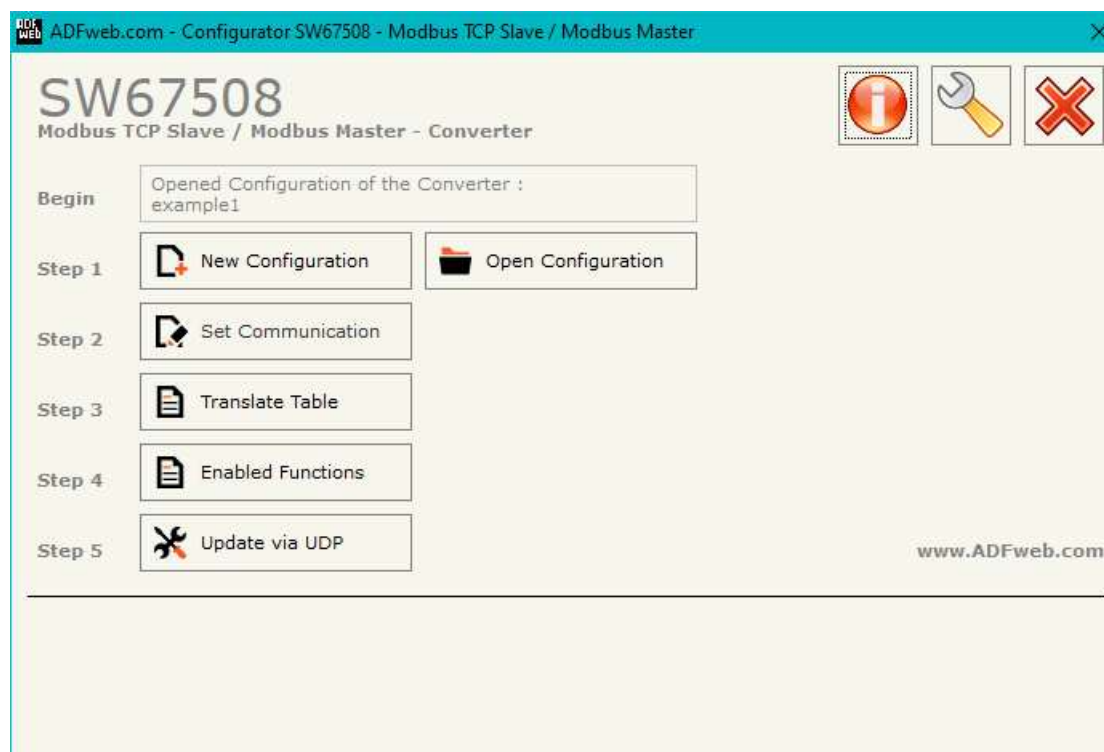 ADF
WEB
ADFweb.com - Configurator SW67508 - Modbus TCP Slave / Modbus Master
SW67508
Modbus TCP Slave / Modbus Master - Converter
Begin
Opened Configuration of the Converter :
example1
Step 1
New Configuration
Open Configuration
Step 2
Set Communication
Step 3
Translate Table
Step 4
Enabled Functions
Step 5
Update via UDP
www.ADFweb.com